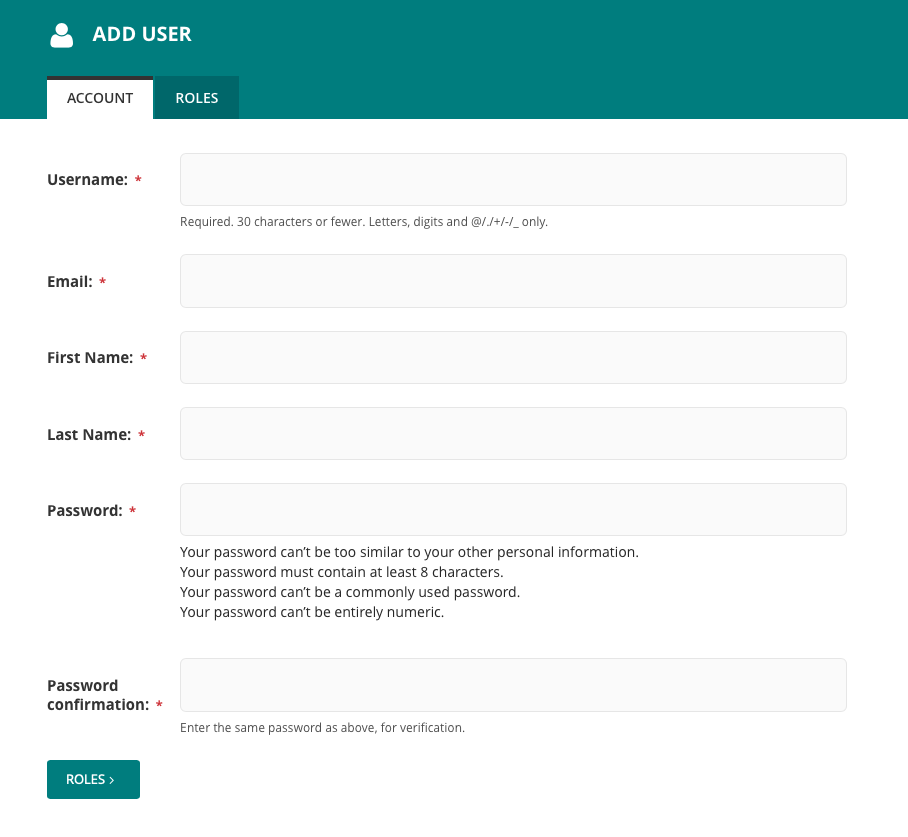 ADD USER
ACCOUNT
ROLES
Username: *
Required. 30 characters or fewer. Letters, digits and @/./+/-/_ only.
Email: *
First Name: *
Last Name: *
Password: *
Your password can’t be too similar to your other personal information.
Your password must contain at least 8 characters.
Your password can’t be a commonly used password.
Your password can’t be entirely numeric.
Password
confirmation: *
Enter the same password as above, for verification.
ROLES ›